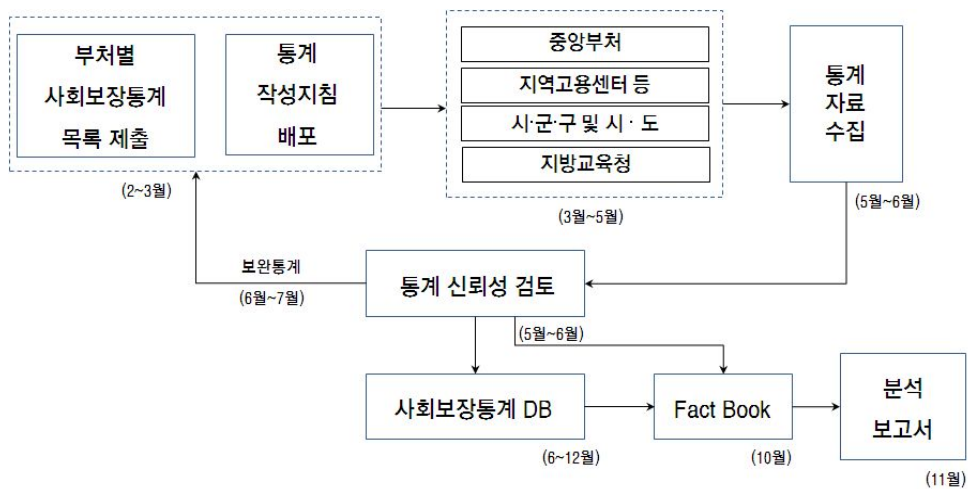 부처별
사회보장통계
목록 제출
통계
작성지침
배포
(2~3월)
중앙부처
지역고용센터 등
시·군·구 및 시 · 도
지방교육청
(3월~5월)
통계
자료
수집
(5월~6월)
보완통계
(6월~7월)
통계 신뢰성 검토
(5월~6월)
사회보장통계 DB
(6~12월)
Fact Book
(10월)
분석
보고서
(11월)